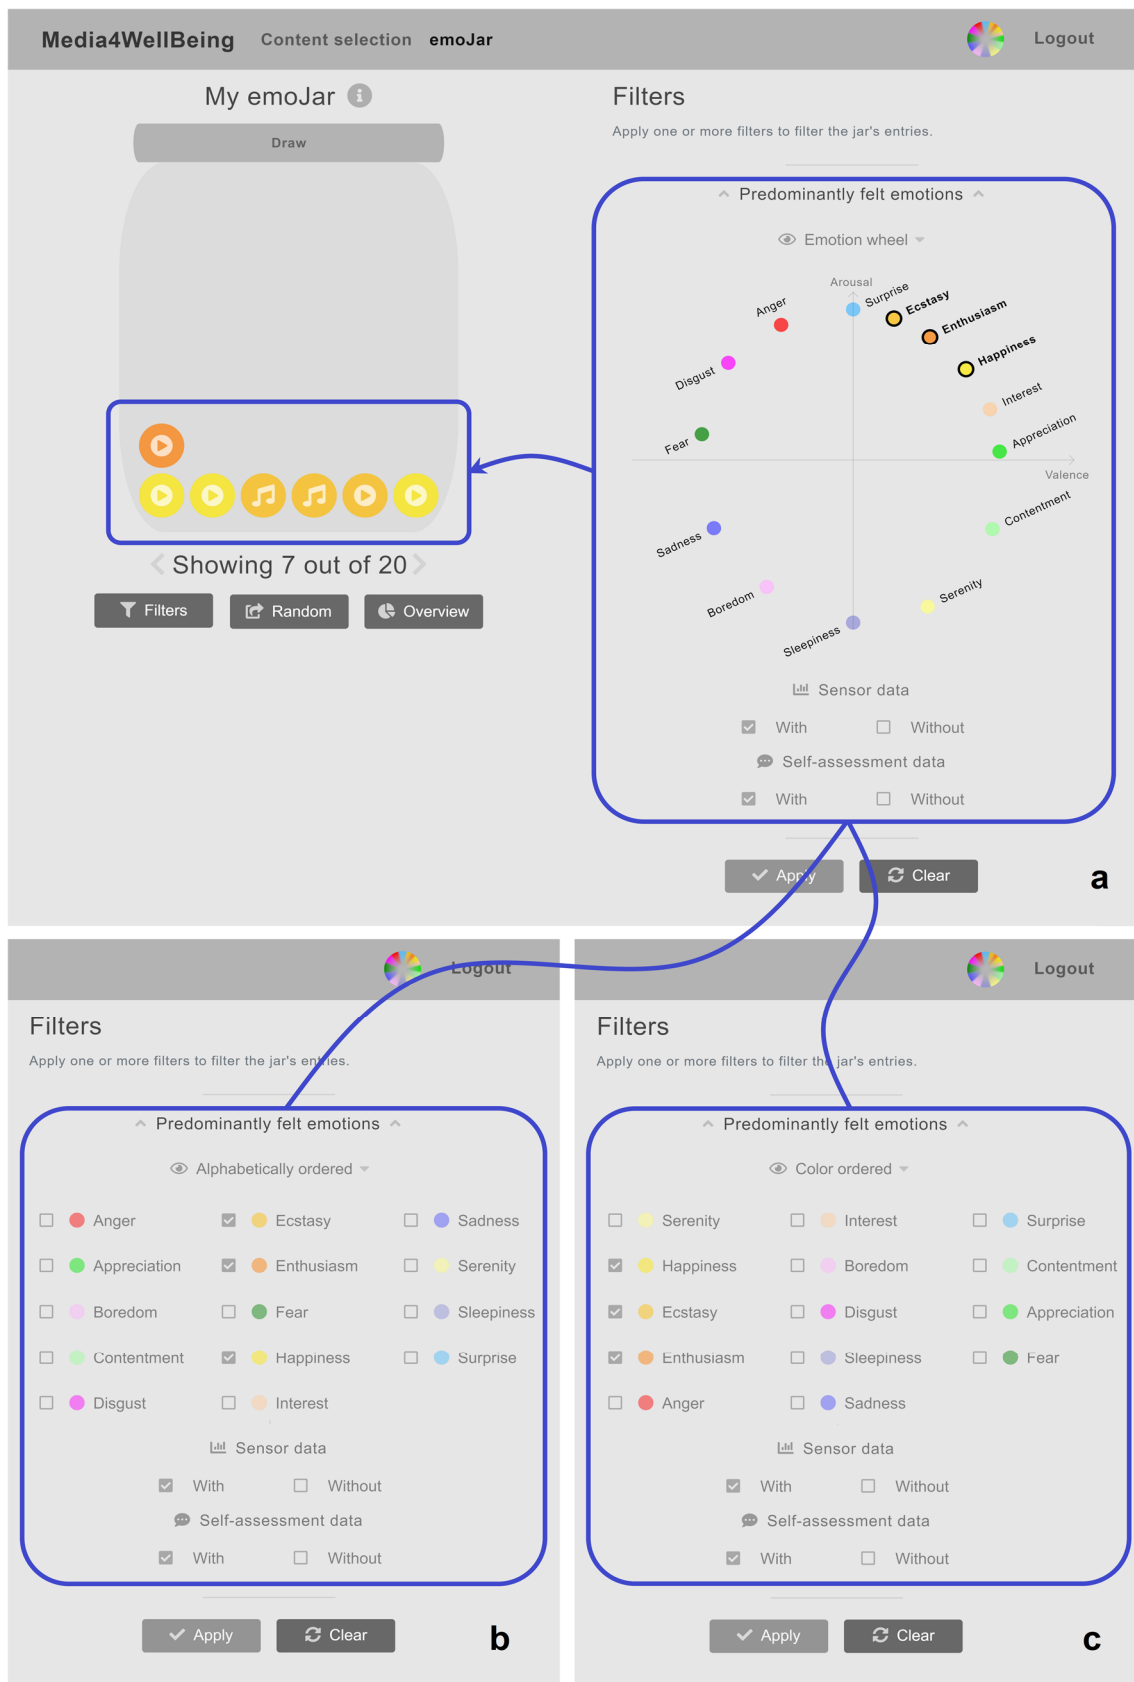 Media4WellBeing Content selection emoJar Logout
My emoJar
Draw
Showing 7 out of 20
Filters Random Overview
Filters
Apply one or more filters to filter the jar's entries.
Predominantly felt emotions
Emotion wheel
Arousal
Surprise
Ecstasy
Anger
Enthusiasm
Happiness
Disgust
Interest
Appreciation
Fear
Valence
Contentment
Sadness
Serenity
Boredom
Sleepiness
Sensor data
With Without
Self-assessment data
With Without
Apply Clear
a
Logout
Filters
Apply one or more filters to filter the jar's entries.
Predominantly felt emotions
Alphabetically ordered
Anger Ecstasy Sadness
Appreciation Enthusiasm Serenity
Boredom Fear Sleepiness
Contentment Happiness Surprise
Disgust Interest
Sensor data
With Without
Self-assessment data
With Without
Apply Clear
b
Logout
Filters
Apply one or more filters to filter the jar's entries.
Predominantly felt emotions
Color ordered
Serenity Interest Surprise
Happiness Boredom Contentment
Ecstasy Disgust Appreciation
Enthusiasm Sleepiness Fear
Anger Sadness
Sensor data
With Without
Self-assessment data
With Without
Apply Clear
c